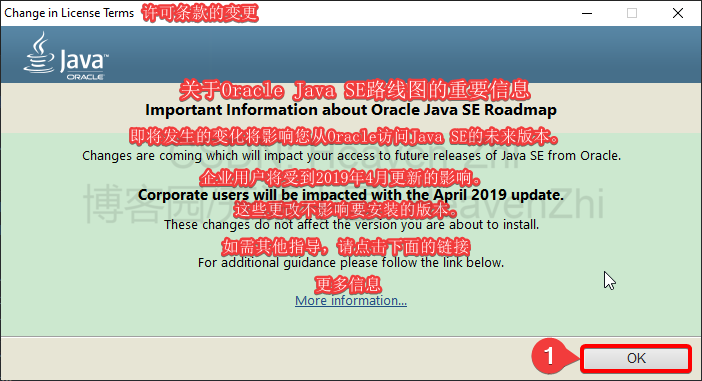 Change in License Terms 许可条款的变更
Java™
ORACLE
关于Oracle Java SE路线图的重要信息
Important Information about Oracle Java SE Roadmap
即将发生的变化将影响您从Oracle访问Java SE的未来版本。
Changes are coming which will impact your access to future releases of Java SE from Oracle.
企业用户将受到2019年4月更新的影响。
Corporate users will be impacted with the April 2019 update.
这些更改不影响要安装的版本。
These changes do not affect the version you are about to install.
如需其他指导，请点击下面的链接
For additional guidance please follow the link below.
更多信息
More information...
1 OK